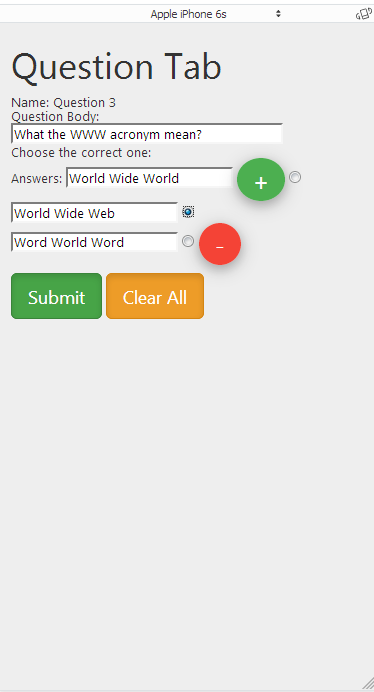 Apple iPhone 6s
Question Tab
Name: Question 3
Question Body:
What the WWW acronym mean?
Choose the correct one:
Answers: World Wide World +
World Wide Web
Word World Word -
Submit Clear All